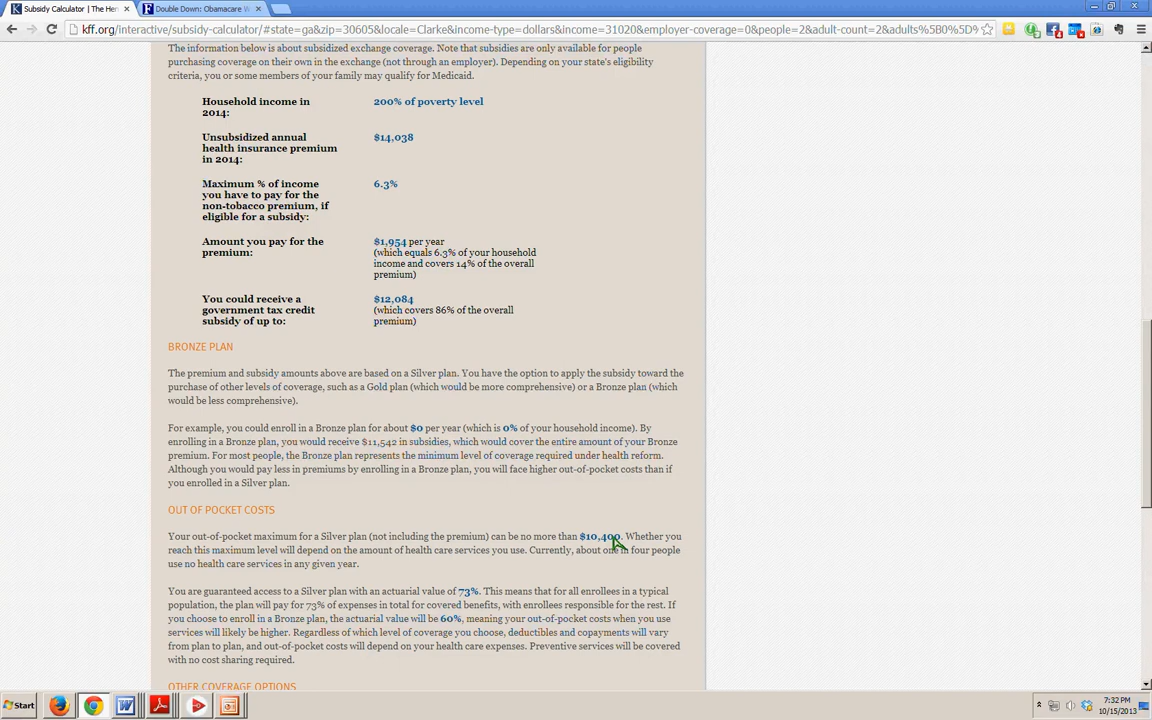 Subsidy Calculator | The Hen
Double Down: Obamacare W
kff.org/interactive/subsidy-calculator/#state=ga&zip=30605&locale=Clarke&income-type=dollars&income=31020&employer-coverage=0&people=2&adult-count=2&adults%5B0%5D%
The information below is about subsidized exchange coverage. Note that subsidies are only available for people
purchasing coverage on their own in the exchange (not through an employer). Depending on your state's eligibility
criteria, you or some members of your family may qualify for Medicaid.
Household income in 200% of poverty level
2014:
Unsubsidized annual $14,038
health insurance premium
in 2014:
Maximum % of income 6.3%
you have to pay for the
non-tobacco premium, if
eligible for a subsidy:
Amount you pay for the $1,954 per year
premium: (which equals 6.3% of your household
income and covers 14% of the overall
premium)
You could receive a $12,084
government tax credit (which covers 86% of the overall
subsidy of up to: premium)
BRONZE PLAN
The premium and subsidy amounts above are based on a Silver plan. You have the option to apply the subsidy toward the
purchase of other levels of coverage, such as a Gold plan (which would be more comprehensive) or a Bronze plan (which
would be less comprehensive).
For example, you could enroll in a Bronze plan for about $0 per year (which is 0% of your household income). By
enrolling in a Bronze plan, you would receive $11,542 in subsidies, which would cover the entire amount of your Bronze
premium. For most people, the Bronze plan represents the minimum level of coverage required under health reform.
Although you would pay less in premiums by enrolling in a Bronze plan, you will face higher out-of-pocket costs than if
you enrolled in a Silver plan.
OUT OF POCKET COSTS
Your out-of-pocket maximum for a Silver plan (not including the premium) can be no more than $10,400. Whether you
reach this maximum level will depend on the amount of health care services you use. Currently, about one in four people
use no health care services in any given year.
You are guaranteed access to a Silver plan with an actuarial value of 73%. This means that for all enrollees in a typical
population, the plan will pay for 73% of expenses in total for covered benefits, with enrollees responsible for the rest. If
you choose to enroll in a Bronze plan, the actuarial value will be 60%, meaning your out-of-pocket costs when you use
services will likely be higher. Regardless of which level of coverage you choose, deductibles and copayments will vary
from plan to plan, and out-of-pocket costs will depend on your health care expenses. Preventive services will be covered
with no cost sharing required.
OTHER COVERAGE OPTIONS
Start
7:32 PM
10/15/2013